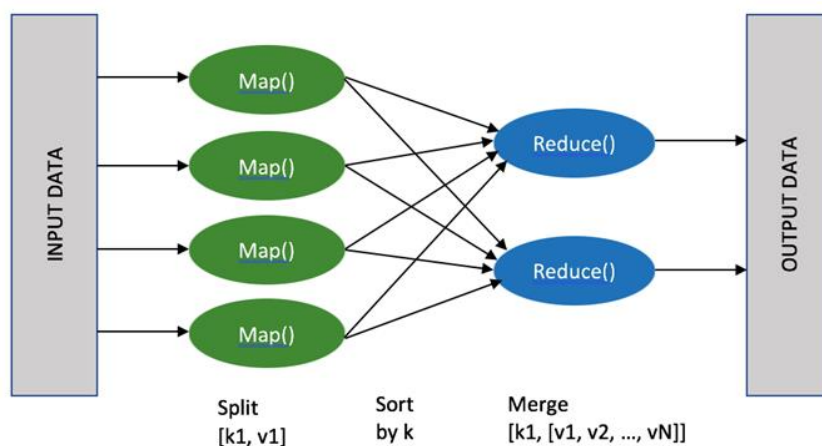 INPUT DATA
Map()
Map()
Map()
Map()
Reduce()
Reduce()
OUTPUT DATA
Split
[k1, v1]
Sort
by k
Merge
[k1, [v1, v2, ..., vN]]